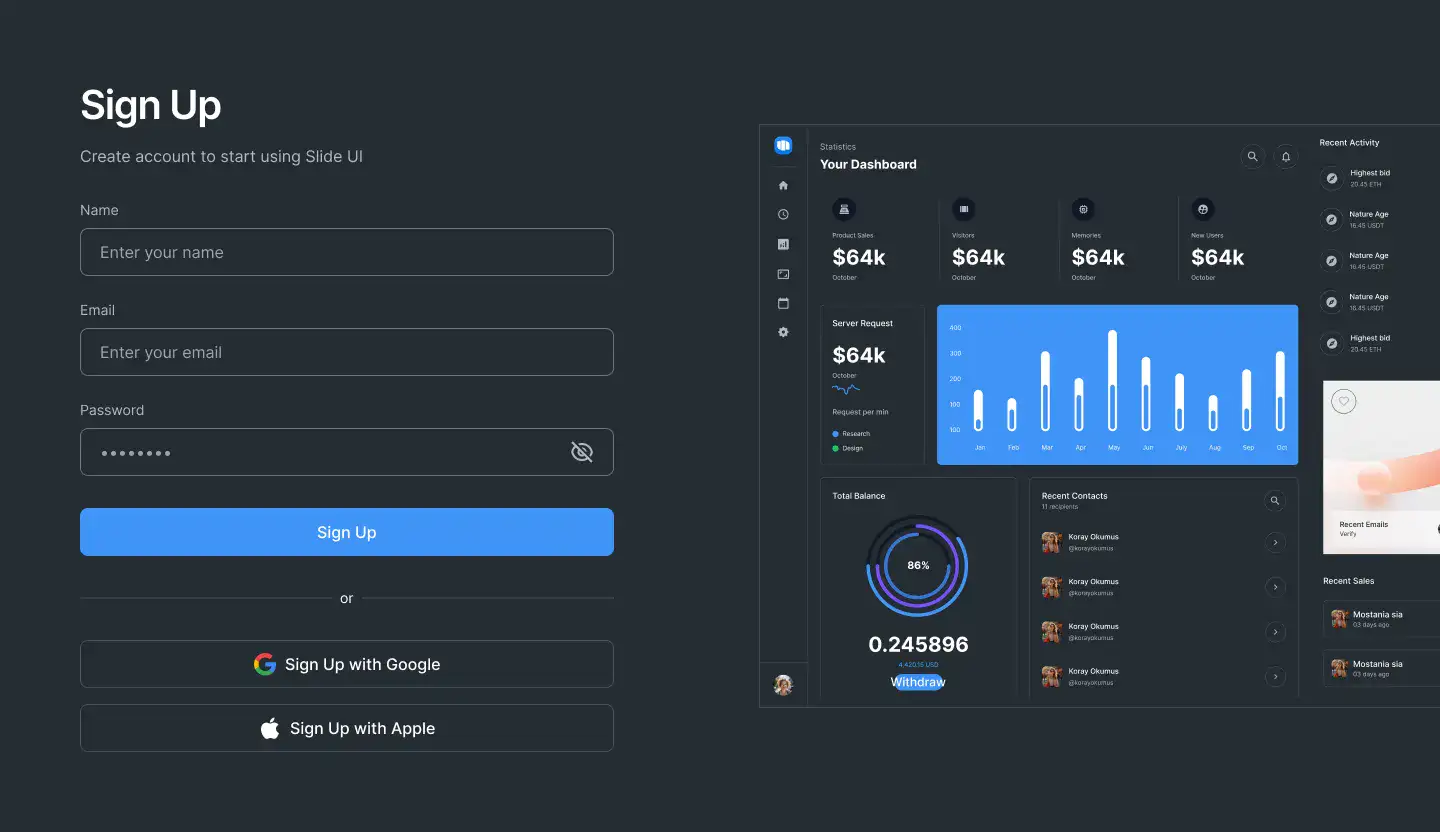 Sign Up
Create account to start using Slide UI
Name
Enter your name
Email
Enter your email
Password
Sign Up
or
Sign Up with Google
Sign Up with Apple
Statistics
Your Dashboard
Product Sales
$64k
October
Visitors
$64k
October
Memories
$64k
October
New Users
$64k
October
Server Request
$64k
October
Request per min
Research
Design
400
300
200
100
100
Jan Feb Mar Apr May Jun July Aug Sep Oct
Total Balance
86%
0.245896
4,420.15 USD
Withdraw
Recent Contacts
11 recipients
Koray Okumus
@korayokumus
Koray Okumus
@korayokumus
Koray Okumus
@korayokumus
Koray Okumus
@korayokumus
Recent Activity
Highest bid
20.45 ETH
Nature Age
16.45 USDT
Nature Age
16.45 USDT
Nature Age
16.45 USDT
Highest bid
20.45 ETH
Recent Emails
Verify
Recent Sales
Mostania sia
03 days ago
Mostania sia
03 days ago